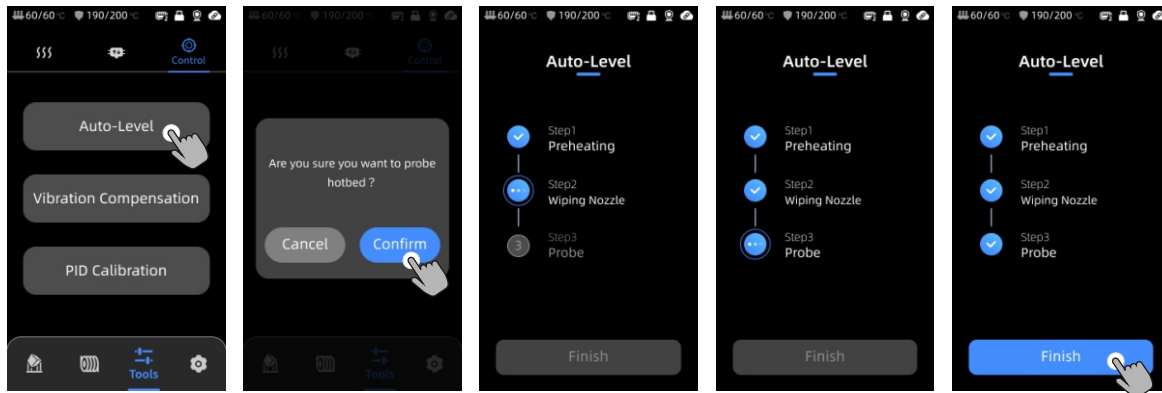 60/60°C 190/200°C
Control
Auto-Level
Vibration Compensation
PID Calibration
Tools
60/60°C 190/200°C
Control
Are you sure you want to probe
hotbed ?
Cancel Confirm
Tools
60/60°C 190/200°C
Auto-Level
Step1
Preheating
Step2
Wiping Nozzle
3 Step3
Probe
Finish
60/60°C 190/200°C
Auto-Level
Step1
Preheating
Step2
Wiping Nozzle
Step3
Probe
Finish
60/60°C 190/200°C
Auto-Level
Step1
Preheating
Step2
Wiping Nozzle
Step3
Probe
Finish